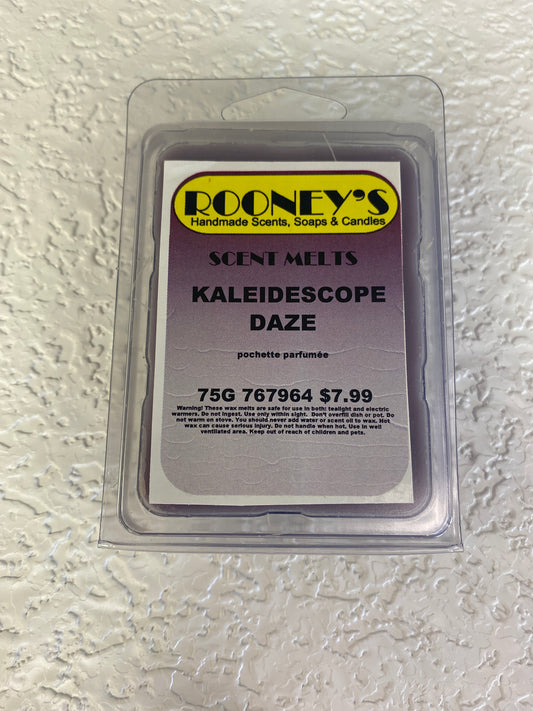 ROONEY'S
Handmade Scents, Soaps & Candles
SCENT MELTS
KALEIDESCOPE
DAZE
pochette parfumée
75G 767964 $7.99
Warning! These wax melts are safe for use in both: tealight and electric
warmers. Do not ingest. Use only within sight. Don't overfill dish or pot. Do
not warm on stove. You should never add water or scent oil to wax. Hot
wax can cause serious injury. Do not handle when hot. Use in well
ventilated area. Keep out of reach of children and pets.